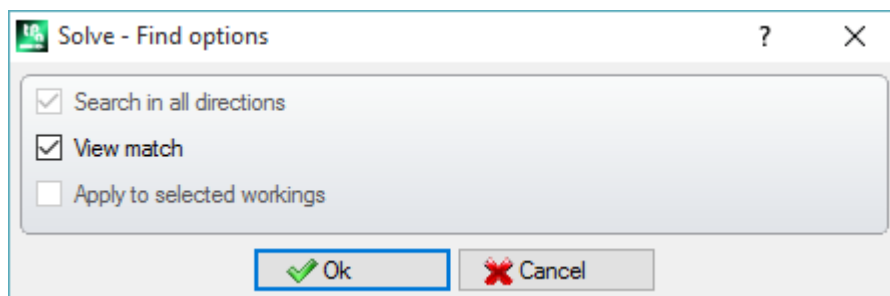 Solve - Find options
?
Search in all directions
View match
Apply to selected workings
Ok
Cancel